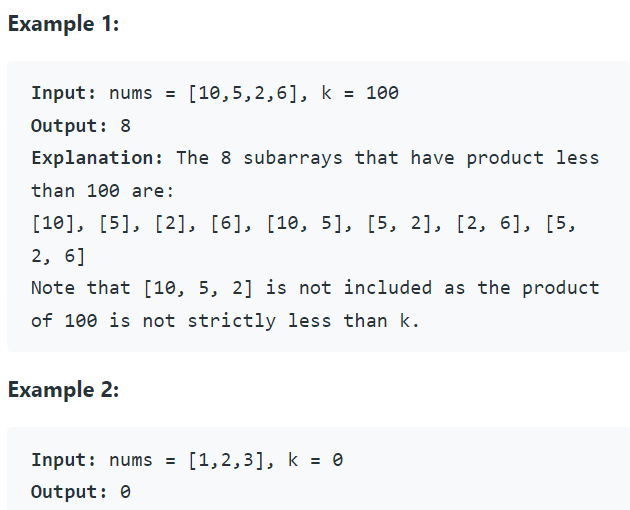 Example 1:
Input: nums = [10,5,2,6], k = 100
Output: 8
Explanation: The 8 subarrays that have product less
than 100 are:
[10], [5], [2], [6], [10, 5], [5, 2], [2, 6], [5,
2, 6]
Note that [10, 5, 2] is not included as the product
of 100 is not strictly less than k.
Example 2:
Input: nums = [1,2,3], k = 0
Output: 0